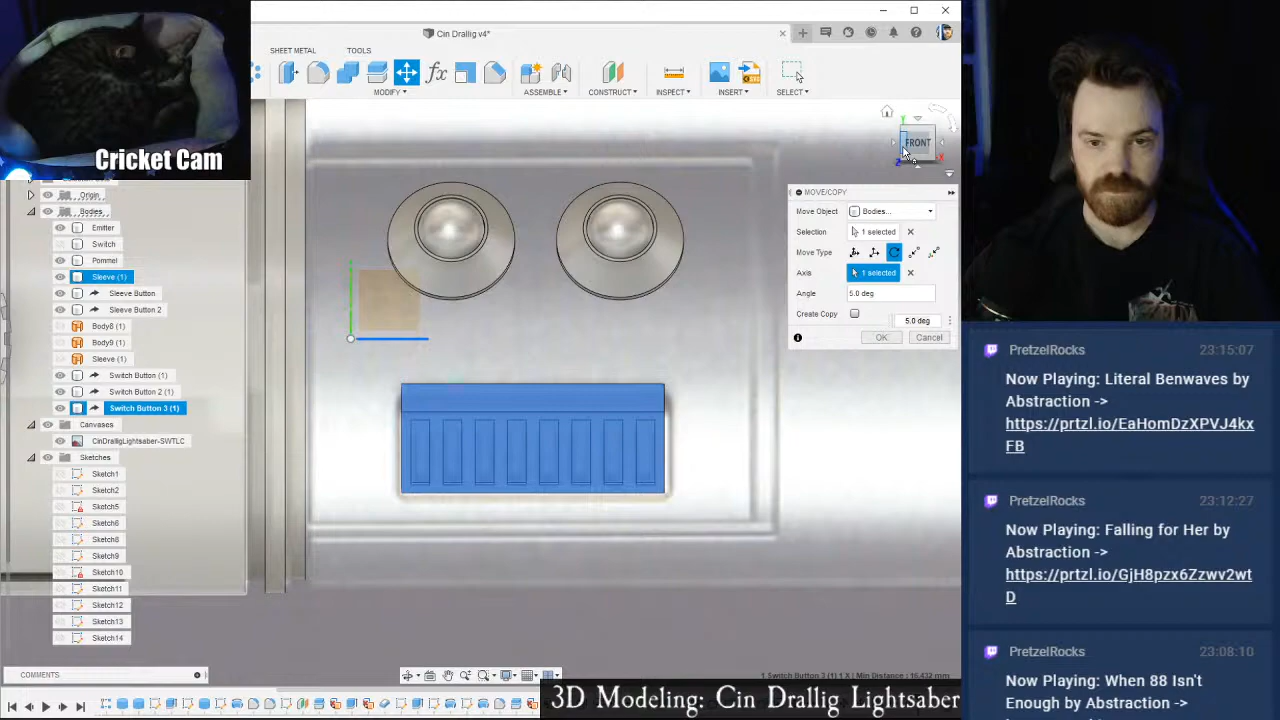 Cin Drallig v4*
SHEET METAL
TOOLS
MODIFY
ASSEMBLE
CONSTRUCT
INSPECT
INSERT
SELECT
Cricket Cam
Origin
Bodies
Emitter
Switch
Pommel
Sleeve (1)
Sleeve Button
Sleeve Button 2
Body8 (1)
Body9 (1)
Sleeve (1)
Switch Button (1)
Switch Button 2 (1)
Switch Button 3 (1)
Canvases
CinDralligLightsaber-SWTLC
Sketches
Sketch1
Sketch2
Sketch5
Sketch6
Sketch8
Sketch9
Sketch10
Sketch11
Sketch12
Sketch13
Sketch14
COMMENTS
Y
FRONT
Z
X
MOVE/COPY
Move Object
Bodies...
Selection
1 selected
Move Type
Axis
1 selected
Angle
5.0 deg
Create Copy
5.0 deg
OK
Cancel
3D Modeling: Cin Drallig Lightsaber
PretzelRocks 23:15:07
Now Playing: Literal Benwaves by
Abstraction ->
https://prtzl.io/EaHomDzXPVJ4kx
FB
PretzelRocks 23:12:27
Now Playing: Falling for Her by
Abstraction ->
https://prtzl.io/GjH8pzx6Zzwv2wt
D
PretzelRocks 23:08:10
Now Playing: When 88 Isn't
Enough by Abstraction ->